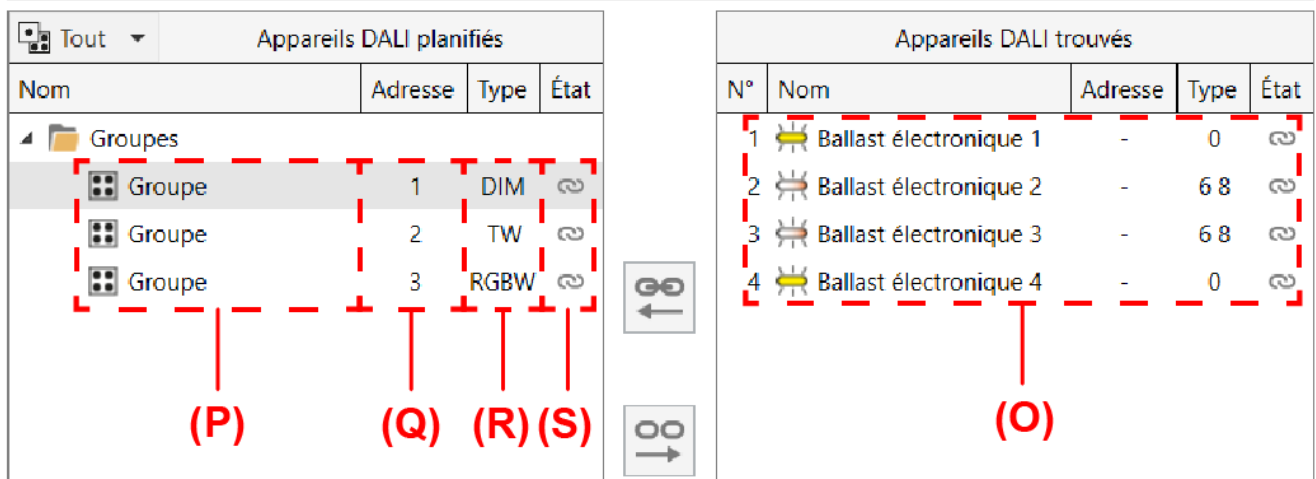 Tout Appareils DALI planifiés
Nom Adresse Type État
Groupes
Groupe 1 DIM
Groupe 2 TW
Groupe 3 RGBW
(P) (Q) (R) (S)
Appareils DALI trouvés
N° Nom Adresse Type État
1 Ballast électronique 1 - 0
2 Ballast électronique 2 - 6 8
3 Ballast électronique 3 - 6 8
4 Ballast électronique 4 - 0
(O)